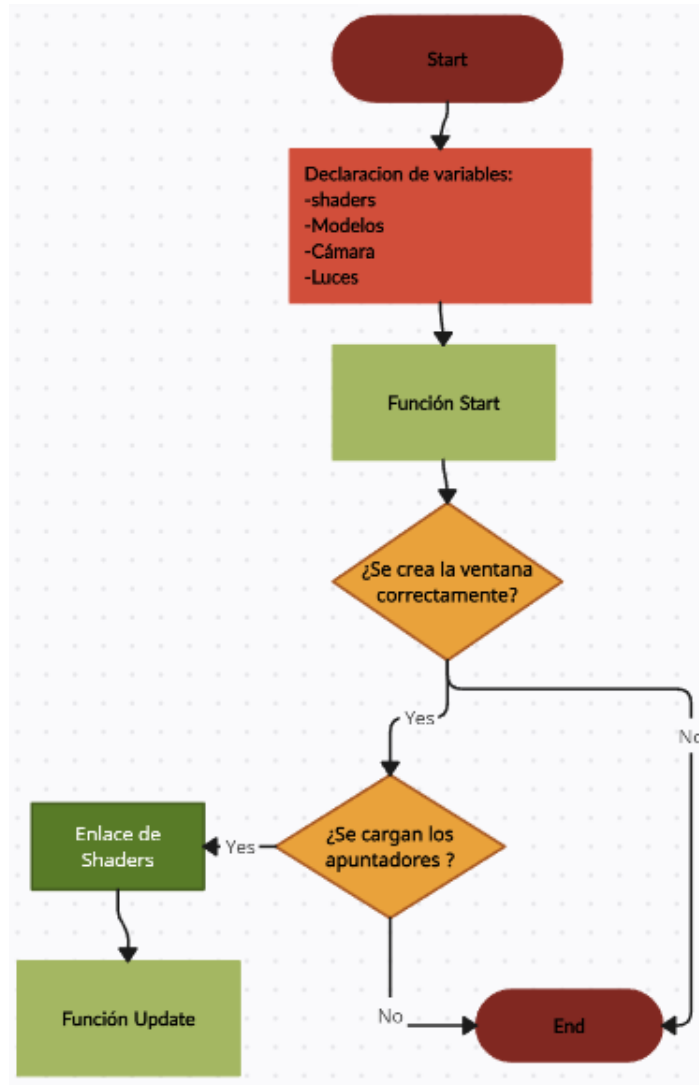 Start
Declaracion de variables:
-shaders
-Modelos
-Cámara
-Luces
Función Start
¿Se crea la ventana
correctamente?
Yes
No
¿Se cargan los
apuntadores ?
Yes
Enlace de
Shaders
Función Update
No
End